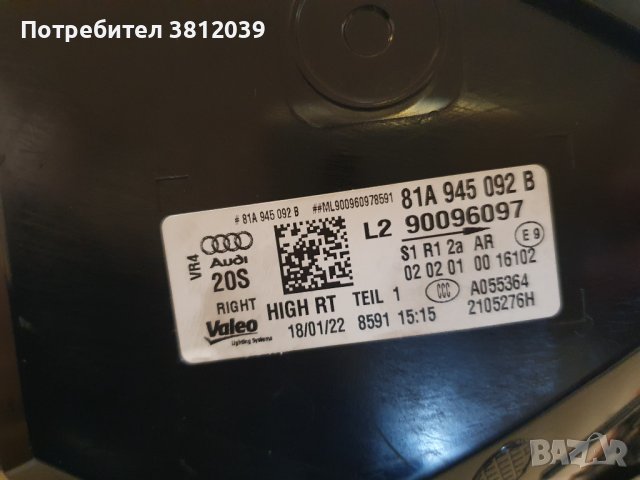 Потребител 3812039
# 81A 945 092 B ##ML900960978591 81A 945 092 B
VR4 Audi L2 90096097
20S S1 R1 2a AR E9
02 02 01 00 16102
RIGHT HIGH RT TEIL 1 CCC A055364
Valeo 18/01/22 8591 15:15 2105276H
Lighting Systems
BAZAR